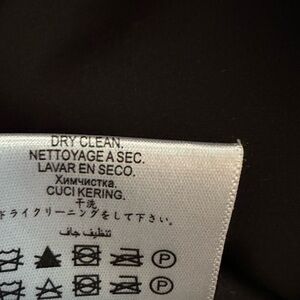 DRY CLEAN.
NETTOYAGE A SEC.
LAVAR EN SECO.
Химчистка.
CUCI KERING.
干洗
ドライクリーニングをして下さい。
تنظيف جاف
P
P